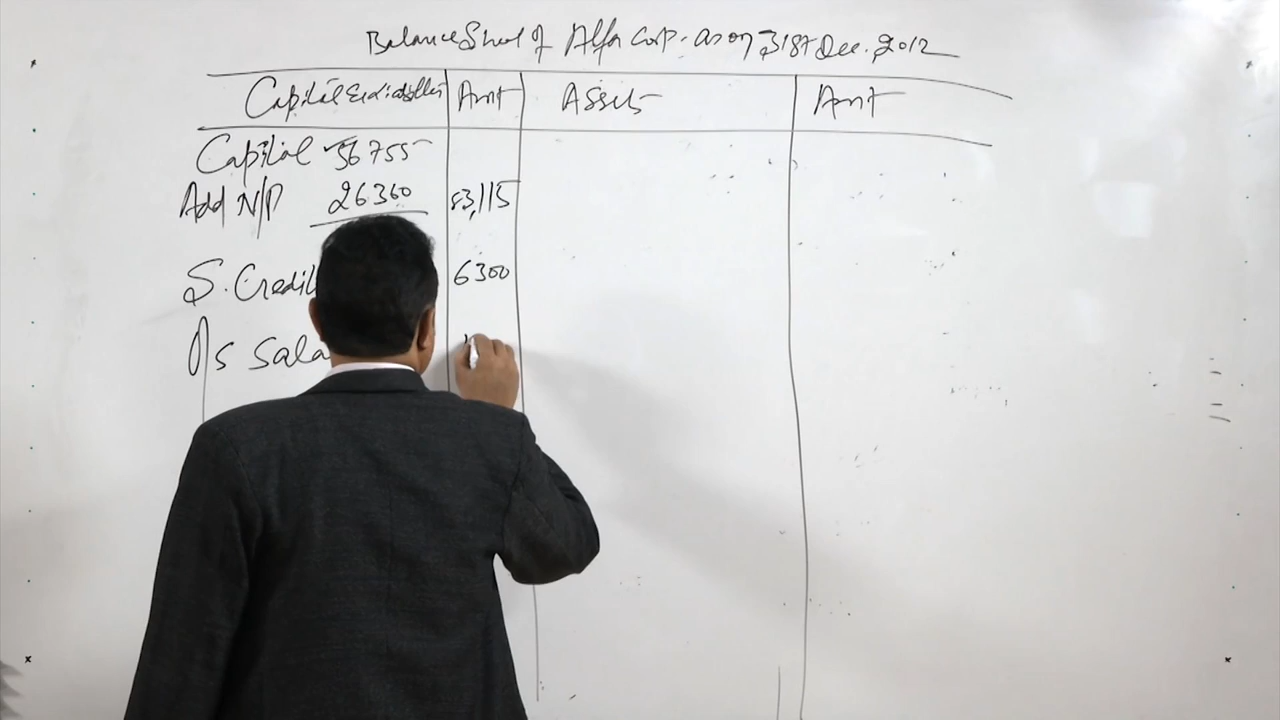 Balance Sheet of Alfa Corp. as on 31st Dec. 2012
Capital & Liabilities Amt Assets Amt
Capital 56755
Add N/P 26360 83,115
S. Credit 6300
O/s Sala